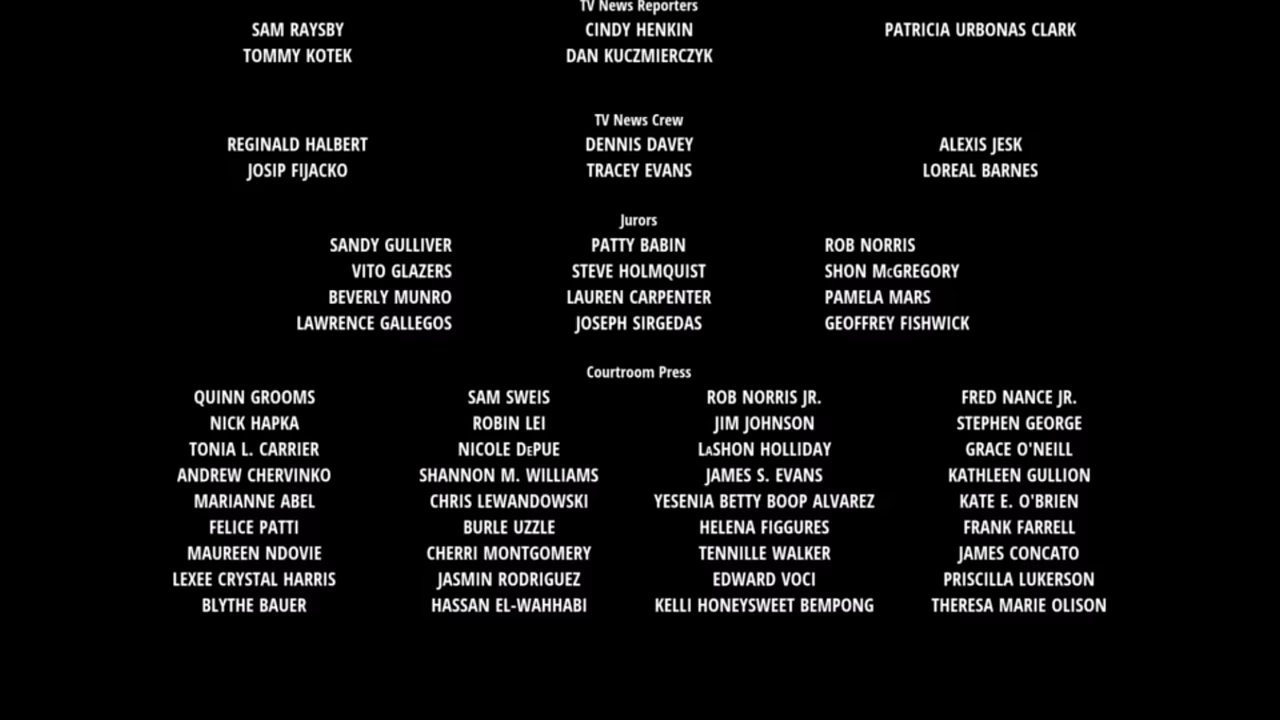 TV News Reporters
SAM RAYSBY CINDY HENKIN PATRICIA URBONAS CLARK
TOMMY KOTEK DAN KUCZMIERCZYK
TV News Crew
REGINALD HALBERT DENNIS DAVEY ALEXIS JESK
JOSIP FIJACKO TRACEY EVANS LOREAL BARNES
Jurors
SANDY GULLIVER PATTY BABIN ROB NORRIS
VITO GLAZERS STEVE HOLMQUIST SHON McGREGORY
BEVERLY MUNRO LAUREN CARPENTER PAMELA MARS
LAWRENCE GALLEGOS JOSEPH SIRGEDAS GEOFFREY FISHWICK
Courtroom Press
QUINN GROOMS SAM SWEIS ROB NORRIS JR. FRED NANCE JR.
NICK HAPKA ROBIN LEI JIM JOHNSON STEPHEN GEORGE
TONIA L. CARRIER NICOLE DePUE LaSHON HOLLIDAY GRACE O'NEILL
ANDREW CHERVINKO SHANNON M. WILLIAMS JAMES S. EVANS KATHLEEN GULLION
MARIANNE ABEL CHRIS LEWANDOWSKI YESENIA BETTY BOOP ALVAREZ KATE E. O'BRIEN
FELICE PATTI BURLE UZZLE HELENA FIGGURES FRANK FARRELL
MAUREEN NDOVIE CHERRI MONTGOMERY TENNILLE WALKER JAMES CONCATO
LEXEE CRYSTAL HARRIS JASMIN RODRIGUEZ EDWARD VOCI PRISCILLA LUKERSON
BLYTHE BAUER HASSAN EL-WAHHABI KELLI HONEYSWEET BEMPONG THERESA MARIE OLISON